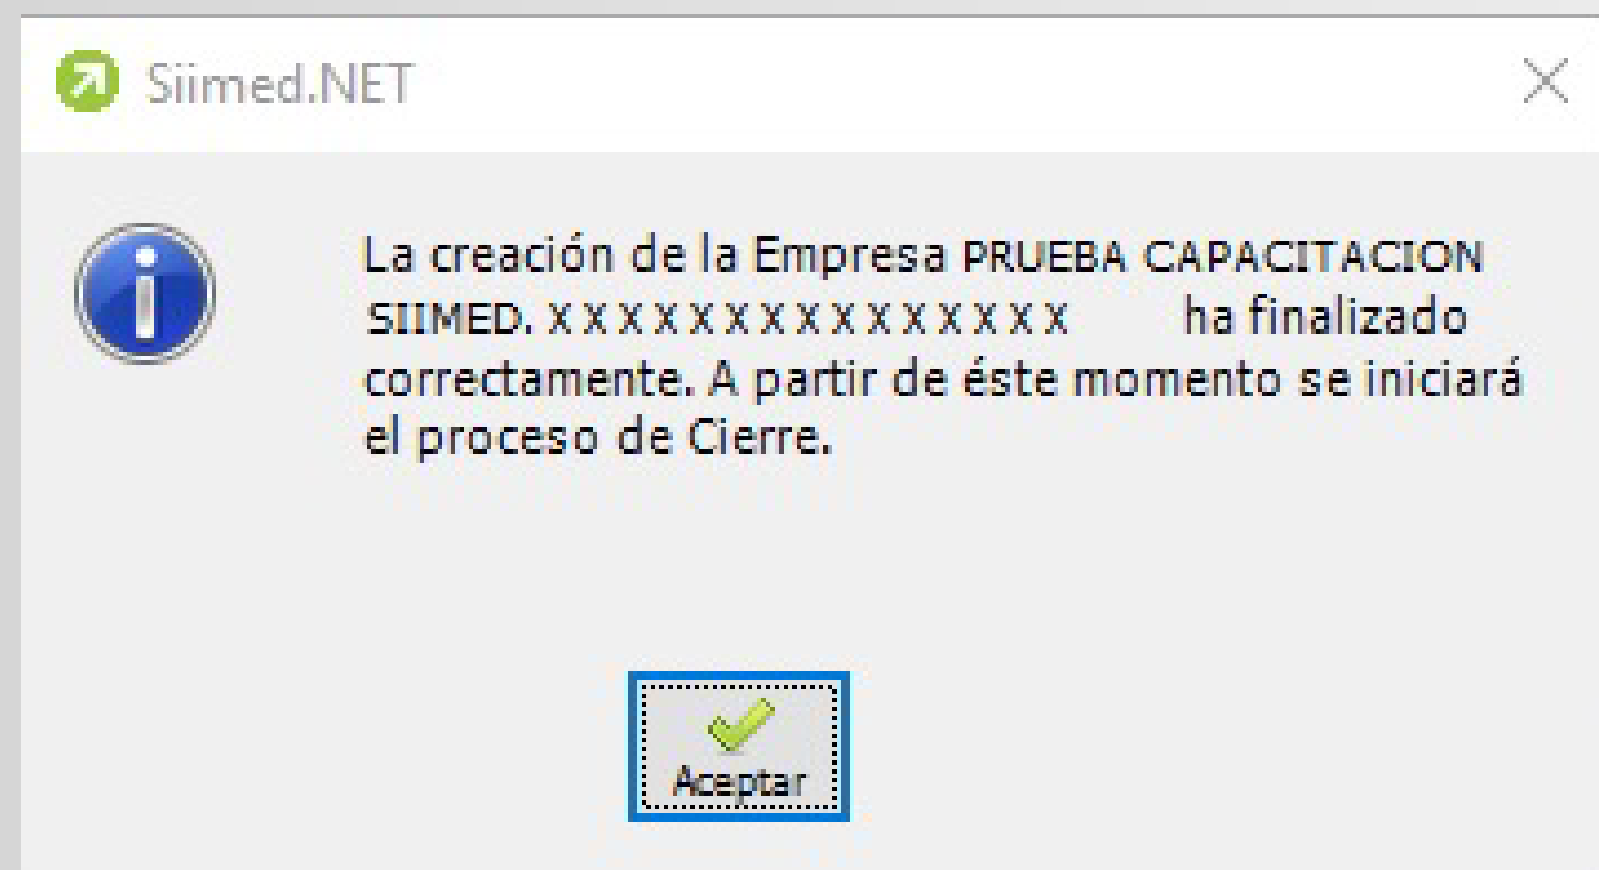 Siimed.NET
La creación de la Empresa PRUEBA CAPACITACION
SIIMED. X X X X X X X X X X X X X X X ha finalizado
correctamente. A partir de éste momento se iniciará
el proceso de Cierre.
Aceptar